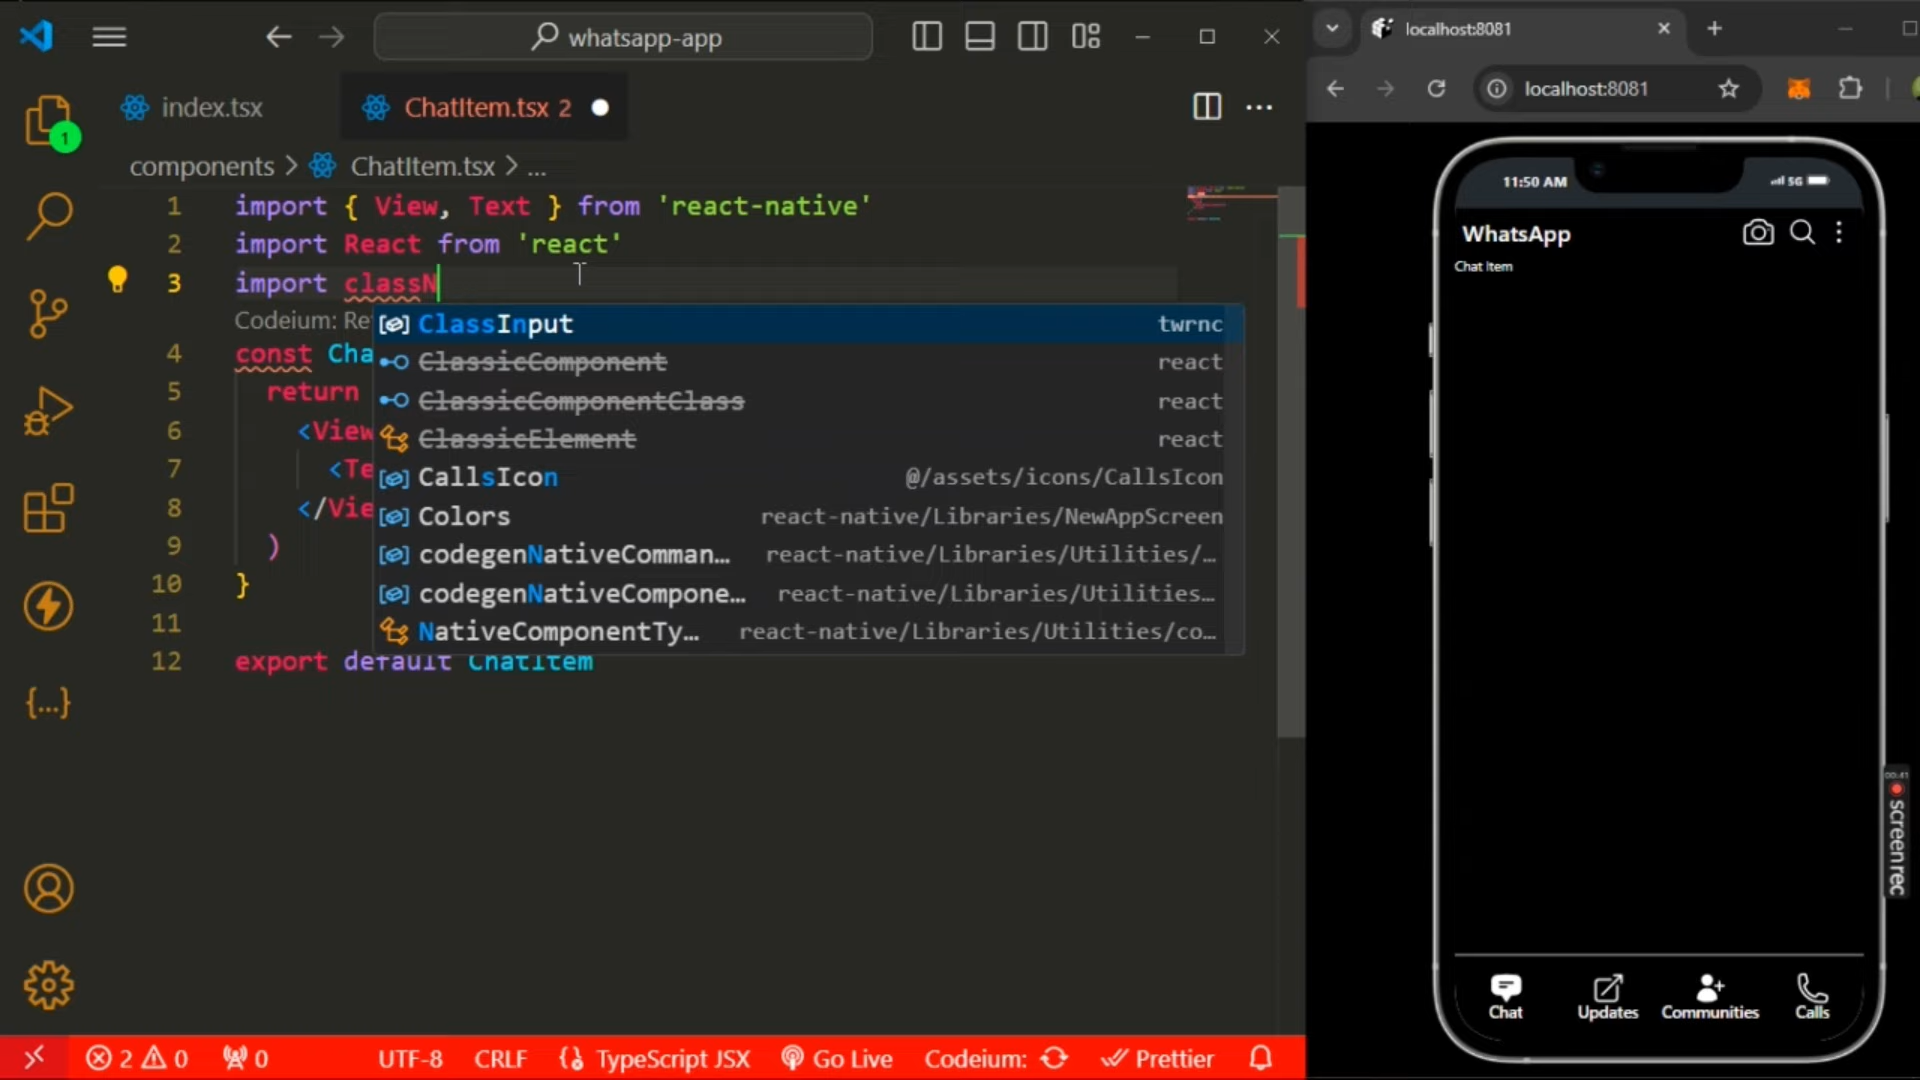 whatsapp-app
index.tsx
ChatItem.tsx 2
components > ChatItem.tsx > ...
1 import { View, Text } from 'react-native'
2 import React from 'react'
3 import classN
Codeium: Re
4 const Cha
5 return
6 <View
7 <Te
8 </Vie
9 )
10 }
11
12 export default ChatItem
ClassInput twrnc
ClassicComponent react
ClassicComponentClass react
ClassicElement react
CallsIcon @/assets/icons/CallsIcon
Colors react-native/Libraries/NewAppScreen
codegenNativeComman... react-native/Libraries/Utilities/...
codegenNativeCompone... react-native/Libraries/Utilities...
NativeComponentTy... react-native/Libraries/Utilities/co...
1
{...}
2 0 0 UTF-8 CRLF TypeScript JSX Go Live Codeium: Prettier
localhost:8081
localhost:8081
11:50 AM 5G
WhatsApp
Chat Item
Chat Updates Communities Calls
00:41
screenrec